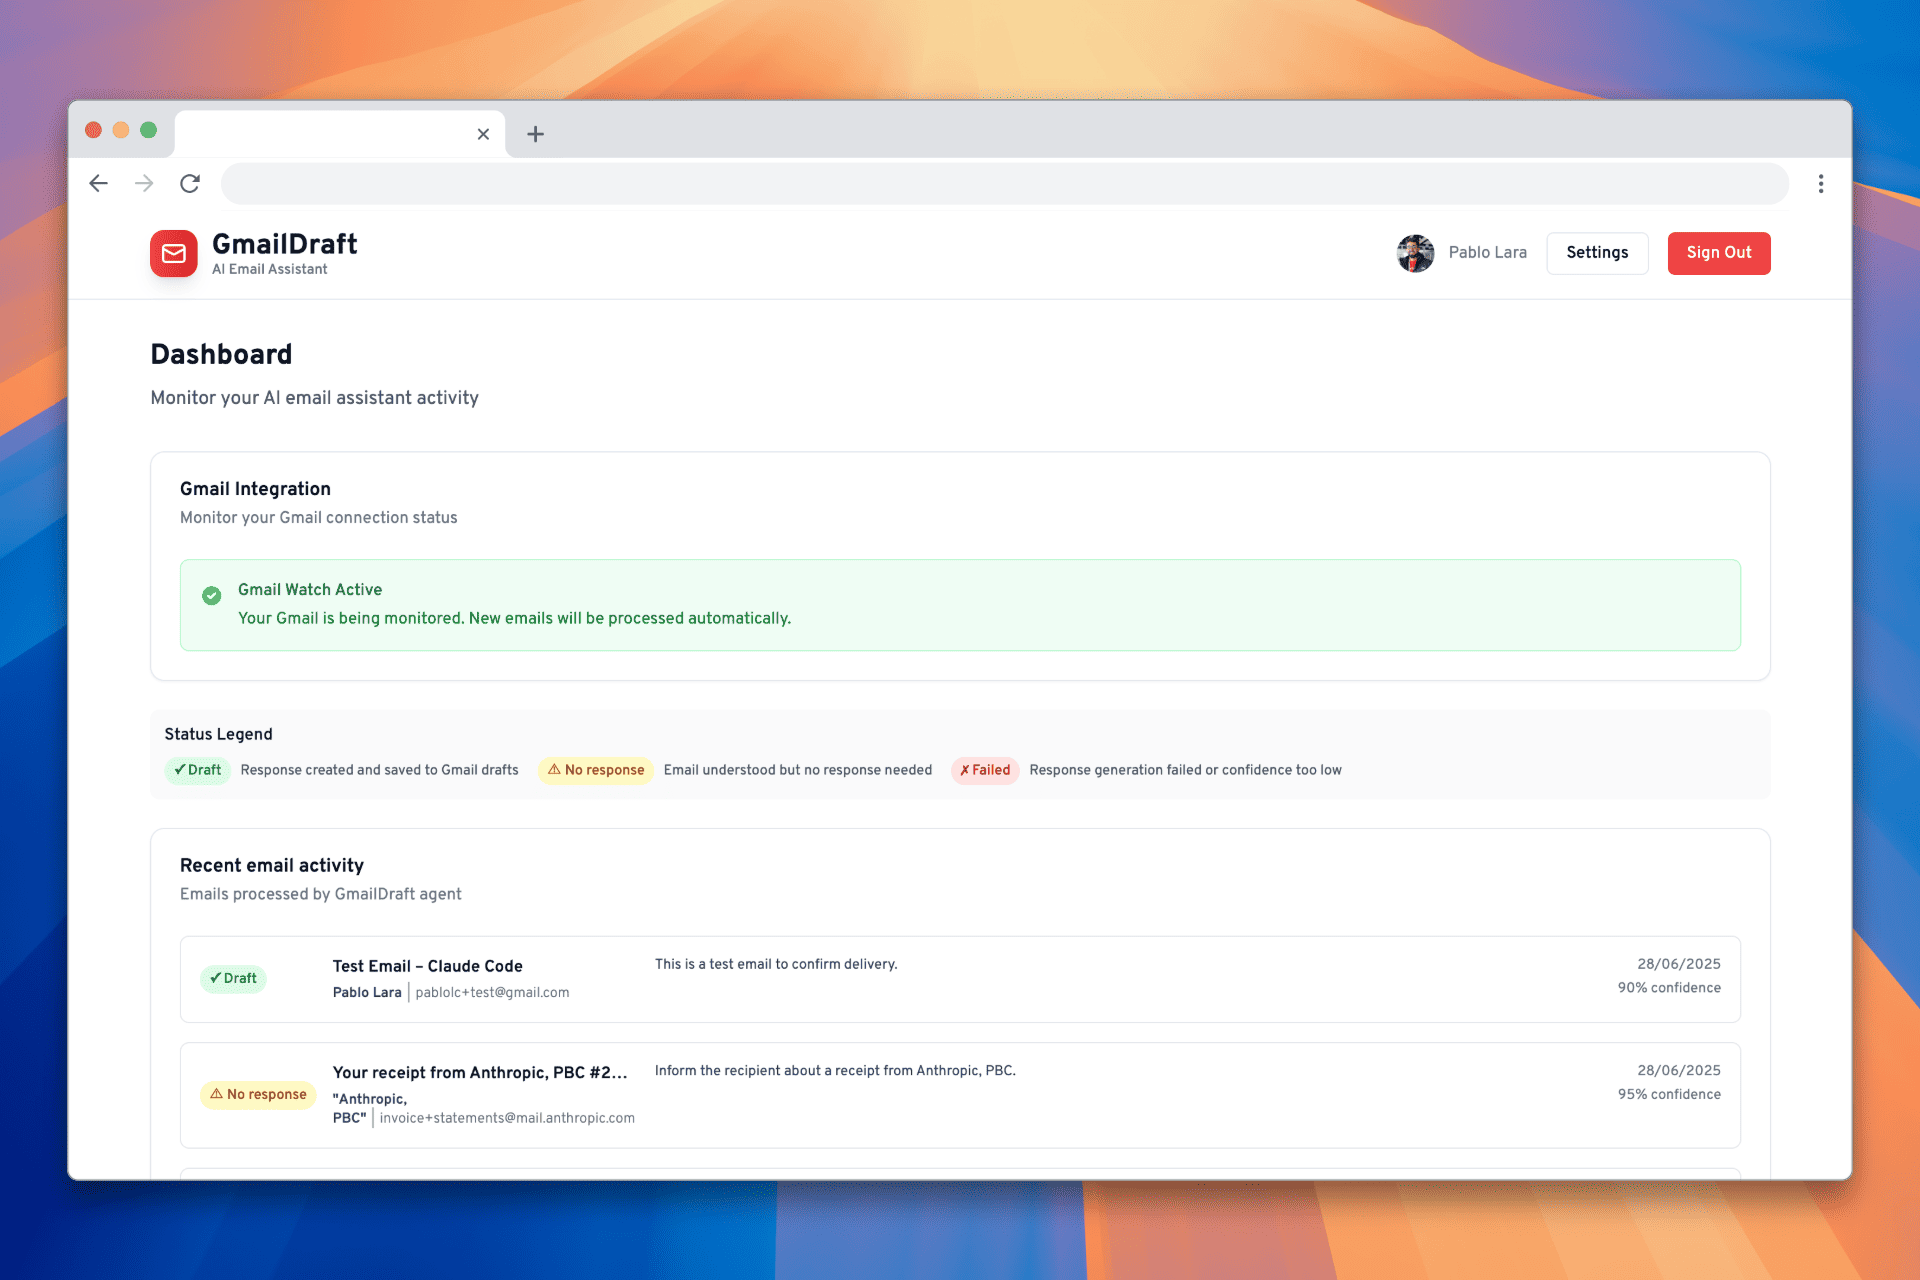 GmailDraft
AI Email Assistant
Pablo Lara
Settings
Sign Out
Dashboard
Monitor your AI email assistant activity
Gmail Integration
Monitor your Gmail connection status
Gmail Watch Active
Your Gmail is being monitored. New emails will be processed automatically.
Status Legend
✓ Draft Response created and saved to Gmail drafts ⚠ No response Email understood but no response needed ✗ Failed Response generation failed or confidence too low
Recent email activity
Emails processed by GmailDraft agent
✓ Draft
Test Email – Claude Code
Pablo Lara | pablolc+test@gmail.com
This is a test email to confirm delivery.
28/06/2025
90% confidence
⚠ No response
Your receipt from Anthropic, PBC #2...
"Anthropic,
PBC" | invoice+statements@mail.anthropic.com
Inform the recipient about a receipt from Anthropic, PBC.
28/06/2025
95% confidence